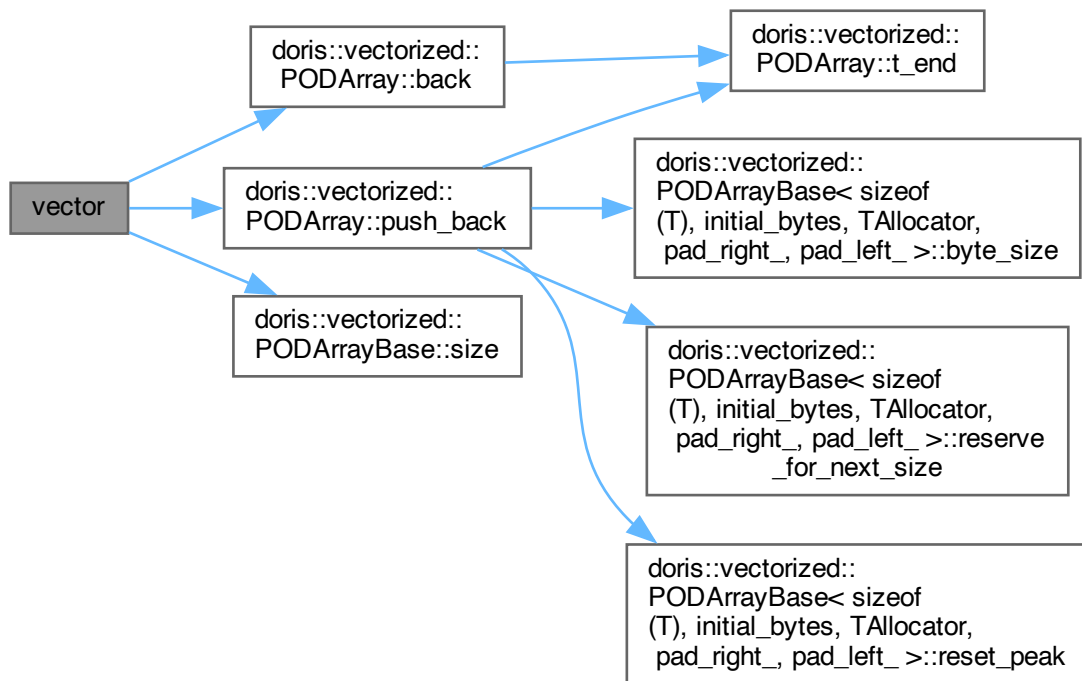 vector
doris::vectorized::
PODArray::back
doris::vectorized::
PODArray::push_back
doris::vectorized::
PODArrayBase::size
doris::vectorized::
PODArray::t_end
doris::vectorized::
PODArrayBase< sizeof
(T), initial_bytes, TAllocator,
pad_right_, pad_left_ >::byte_size
doris::vectorized::
PODArrayBase< sizeof
(T), initial_bytes, TAllocator,
pad_right_, pad_left_ >::reserve
_for_next_size
doris::vectorized::
PODArrayBase< sizeof
(T), initial_bytes, TAllocator,
pad_right_, pad_left_ >::reset_peak